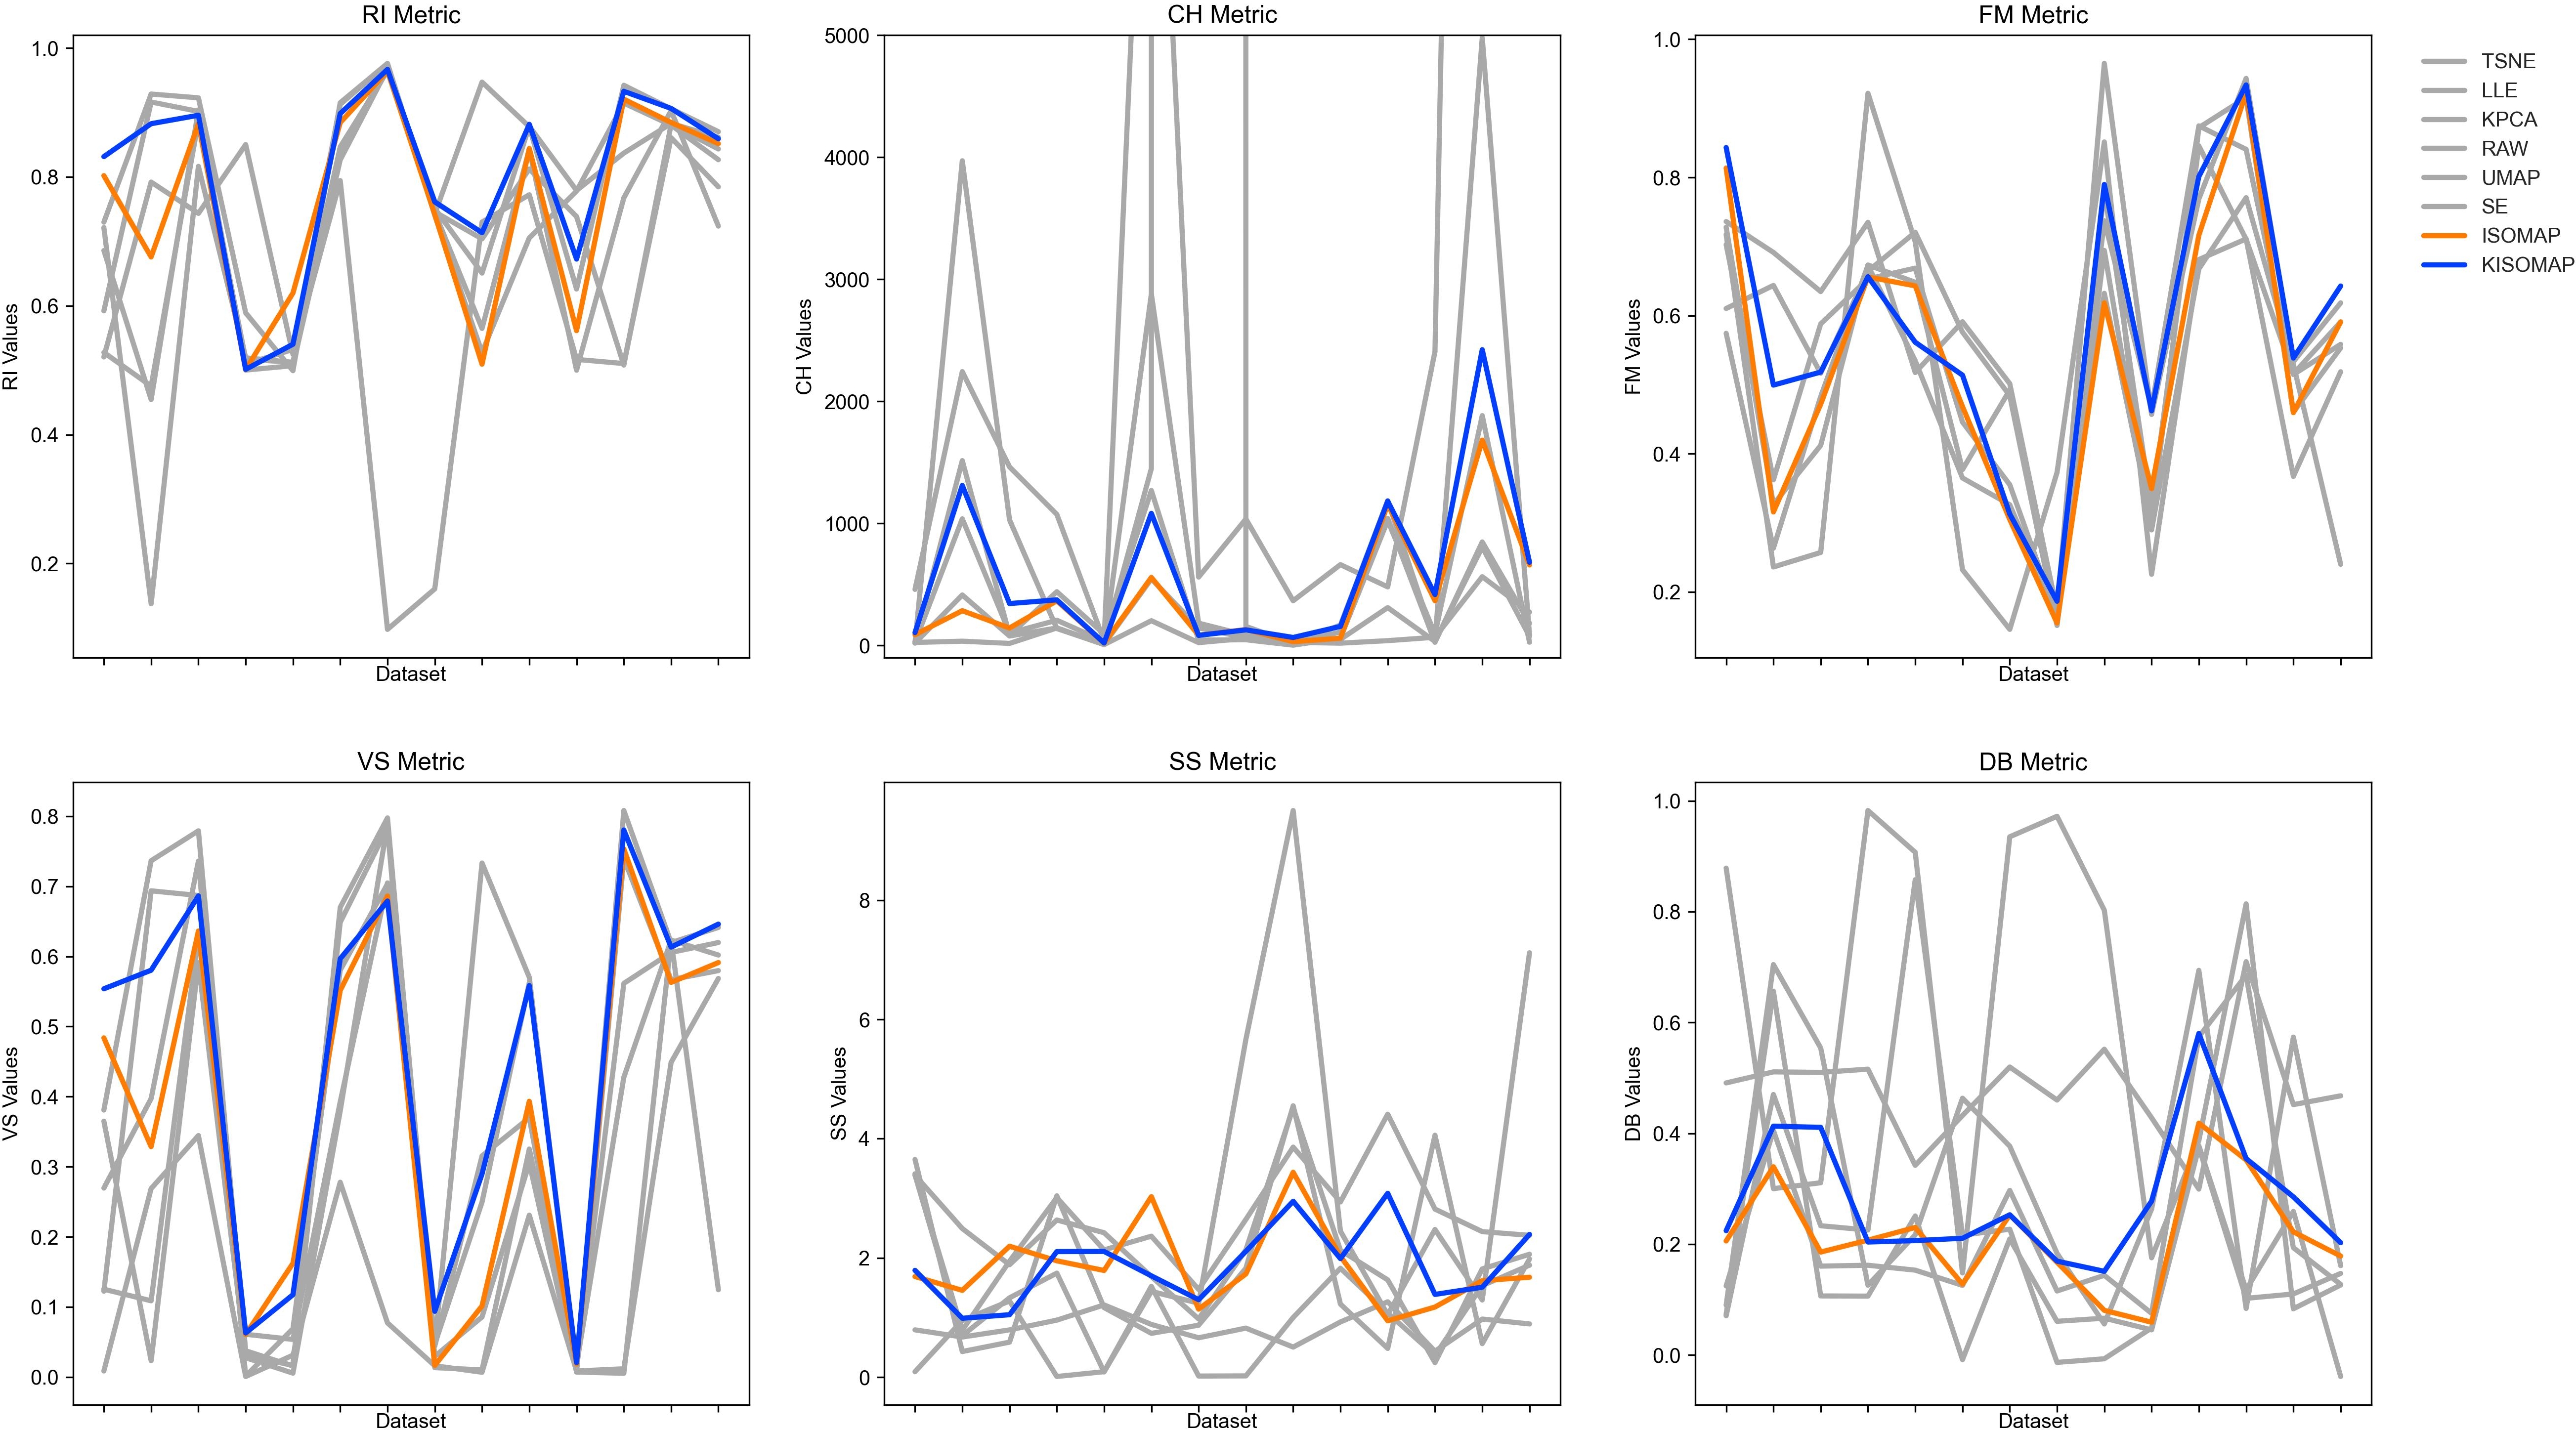 RI Metric
CH Metric
FM Metric
1.0
0.8
0.6
0.4
0.2
RI Values
Dataset
5000
4000
3000
2000
1000
0
CH Values
Dataset
1.0
0.8
0.6
0.4
0.2
FM Values
Dataset
TSNE
LLE
KPCA
RAW
UMAP
SE
ISOMAP
KISOMAP
VS Metric
SS Metric
DB Metric
0.8
0.7
0.6
0.5
0.4
0.3
0.2
0.1
0.0
VS Values
Dataset
8
6
4
2
0
SS Values
Dataset
1.0
0.8
0.6
0.4
0.2
0.0
DB Values
Dataset